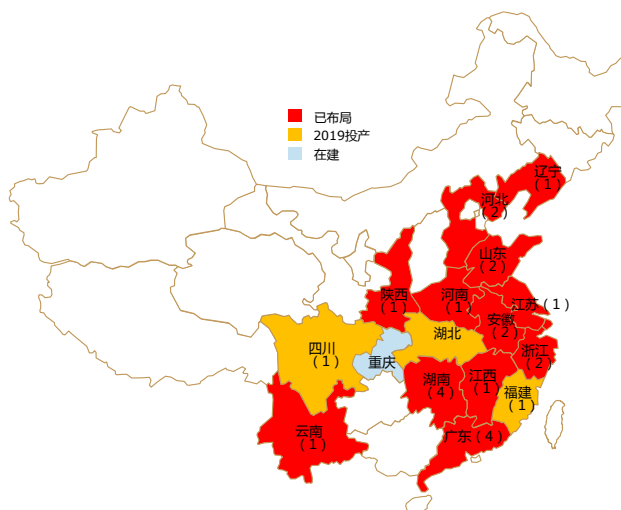 已布局
2019投产
在建
辽宁
(1)
河北
(2)
山东
(2)
陕西
(1)
河南
(1)
江苏(1)
安徽
(2)
湖北
四川
(1)
重庆
浙江
(2)
湖南
(4)
江西
(1)
福建
(1)
云南
(1)
广东(4)